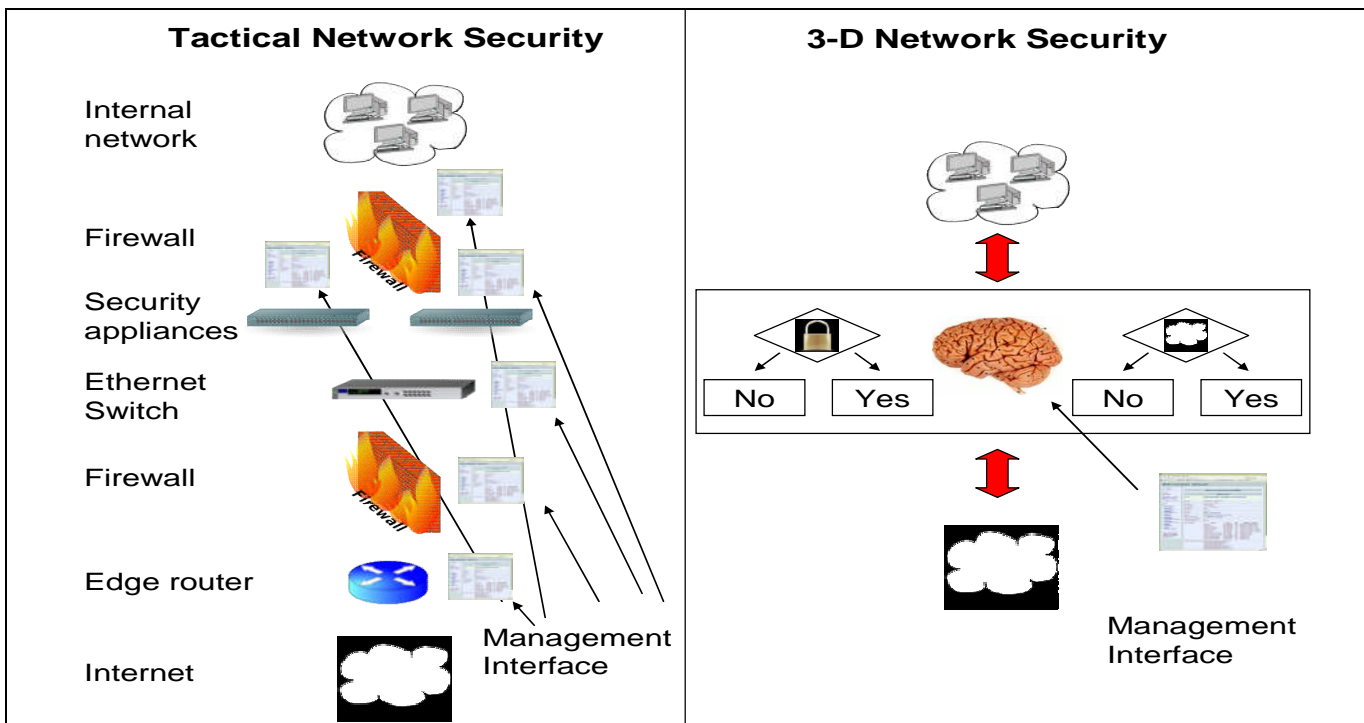 Tactical Network Security
Internal
network
Firewall
Firewall
Security
appliances
Ethernet
Switch
Firewall
Firewall
Edge router
Management
Interface
Internet
3-D Network Security
No
Yes
No
Yes
Management
Interface